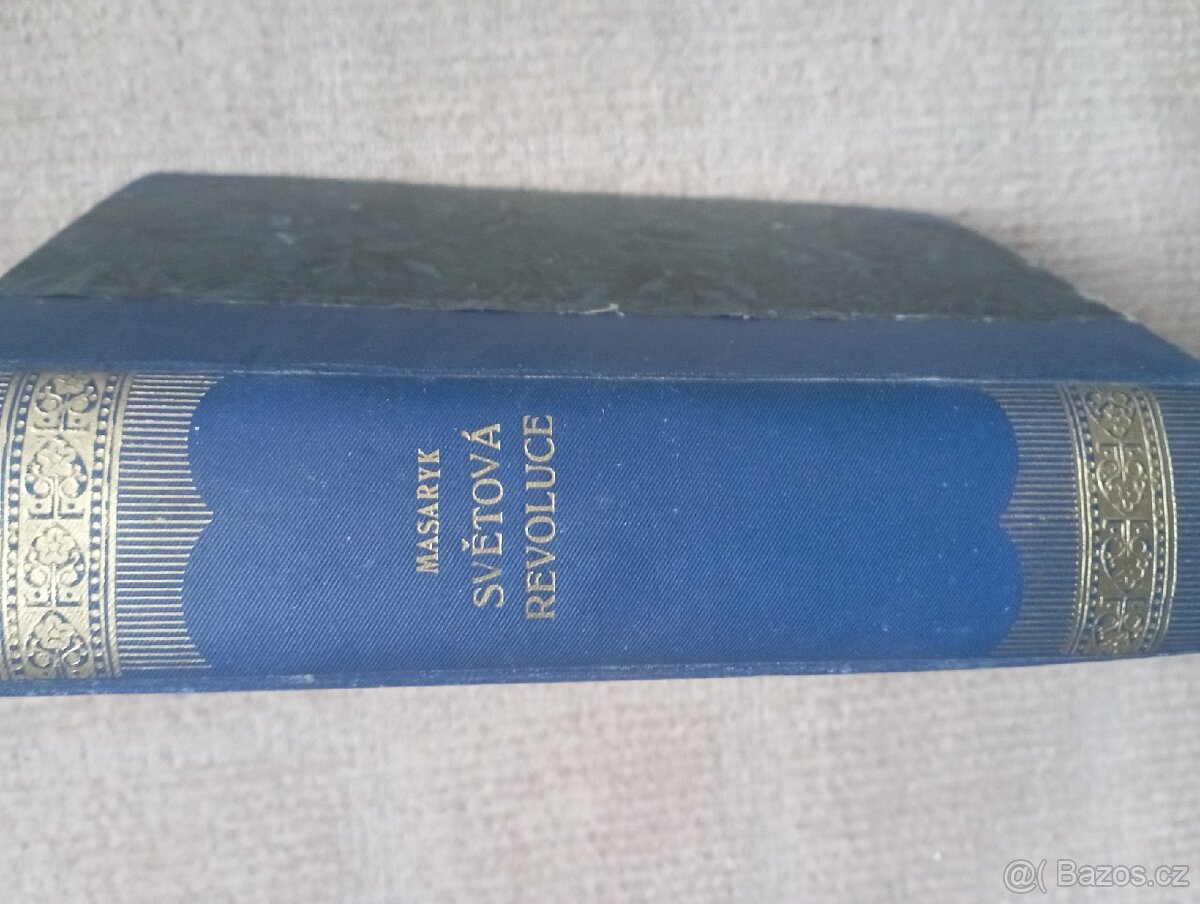 MASARYK
SVĚTOVÁ
REVOLUCE
@( Bazos.cz